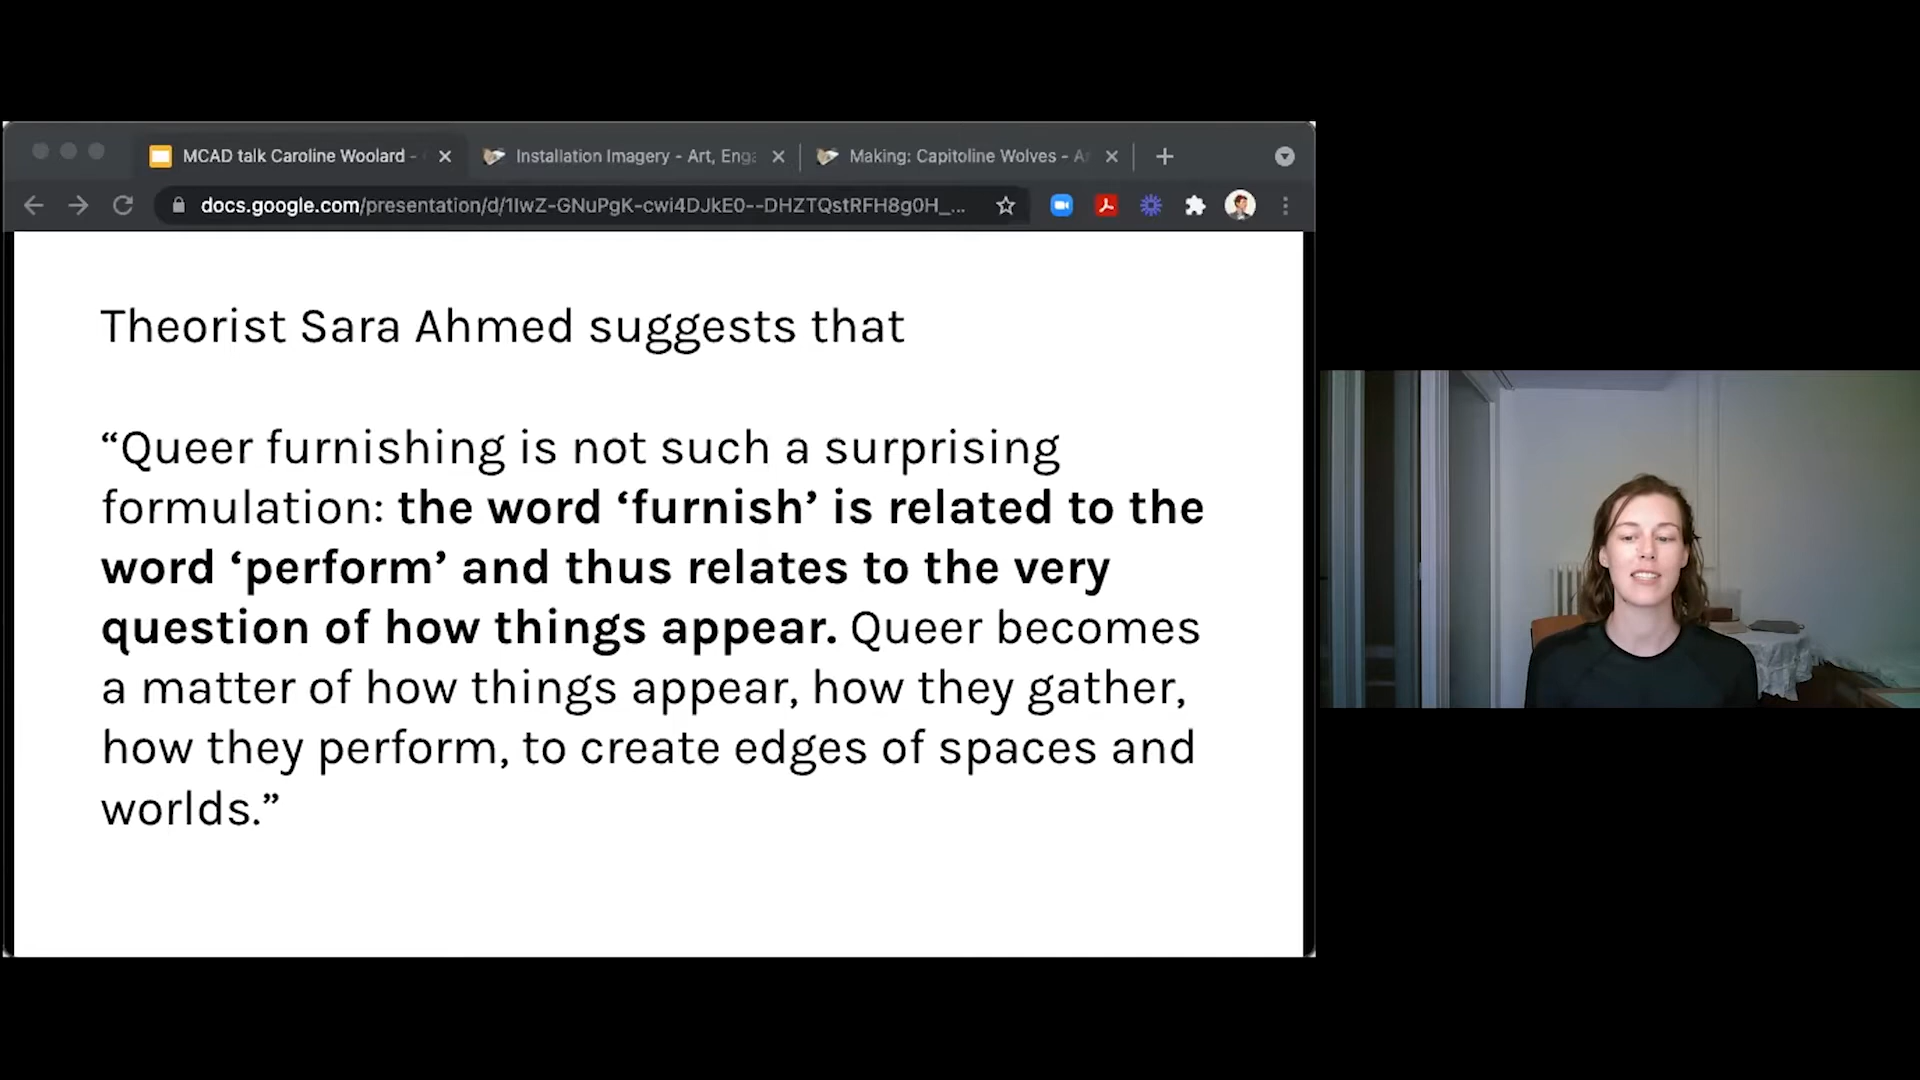 MCAD talk Caroline Woolard -
Installation Imagery - Art, Eng
Making: Capitoline Wolves - A
docs.google.com/presentation/d/1IwZ-GNuPgK-cwi4DJkE0--DHZTQstRFH8g0H_...
Theorist Sara Ahmed suggests that
“Queer furnishing is not such a surprising
formulation: the word ‘furnish’ is related to the
word ‘perform’ and thus relates to the very
question of how things appear. Queer becomes
a matter of how things appear, how they gather,
how they perform, to create edges of spaces and
worlds.”